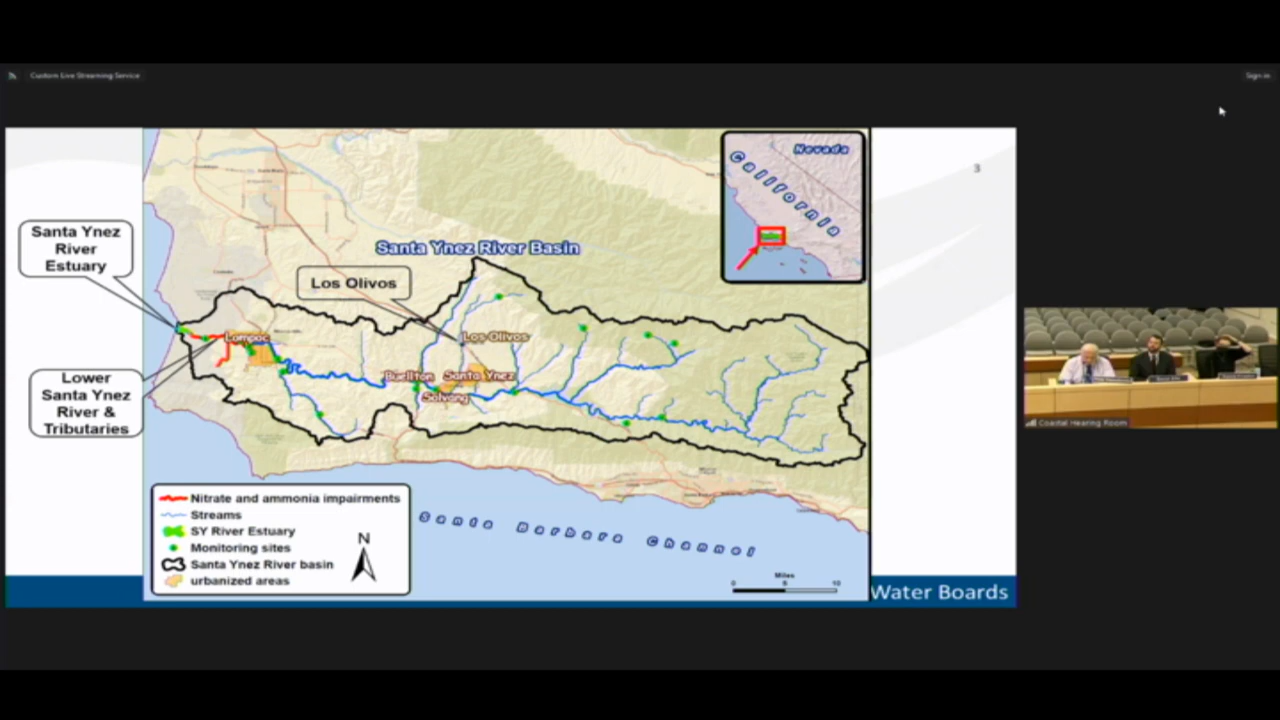 Custom Live Streaming Service
Sign in
3
Santa Ynez
River
Estuary
Los Olivos
Santa Ynez River Basin
Nevada
California
Lompoc
Los Olivos
Buellton
Santa Ynez
Solvang
Lower
Santa Ynez
River &
Tributaries
Nitrate and ammonia impairments
Streams
SY River Estuary
Monitoring sites
Santa Ynez River basin
urbanized areas
N
Santa Barbara Channel
Miles
0 5 10
Water Boards
Coastal Hearing Room